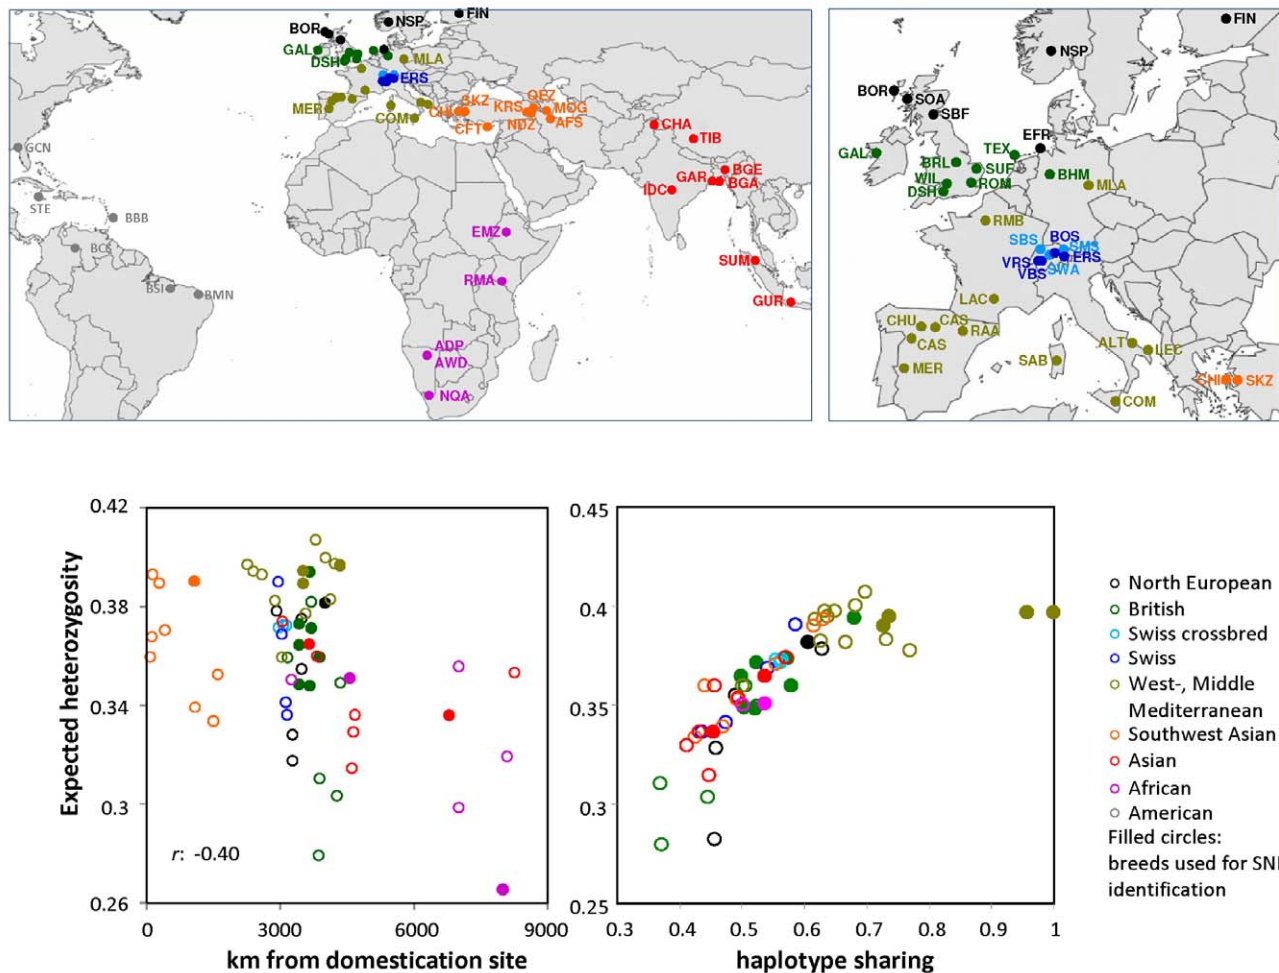 FIN
NSP
BOR
GAL
DSH
MLA
ERS
MER
COM
CHI
SKZ
CFT
KRS
QEZ
NDZ
MOG
AFS
CHA
TIB
BGE
GAR
BGA
IDC
SUM
GUR
EMZ
RMA
ADP
AWD
NQA
GCN
STE
BBB
BCS
BSI
BMN
FIN
NSP
BOR
SOA
SBF
EFR
GAL
TEX
BRL
SUF
WIL
ROM
DSH
BHM
MLA
RMB
SBS
BOS
SMS
VRS
ERS
VBS
SWA
LAC
CHU
CAS
RAA
CAS
MER
SAB
ALT
LEC
COM
CHI
SKZ
Expected heterozygosity
0.42
0.38
0.34
0.3
0.26
r: -0.40
0 3000 6000 9000
km from domestication site
0.45
0.4
0.35
0.3
0.25
0.3 0.4 0.5 0.6 0.7 0.8 0.9 1
haplotype sharing
North European
British
Swiss crossbred
Swiss
West-, Middle
Mediterranean
Southwest Asian
Asian
African
American
Filled circles:
breeds used for SNP
identification